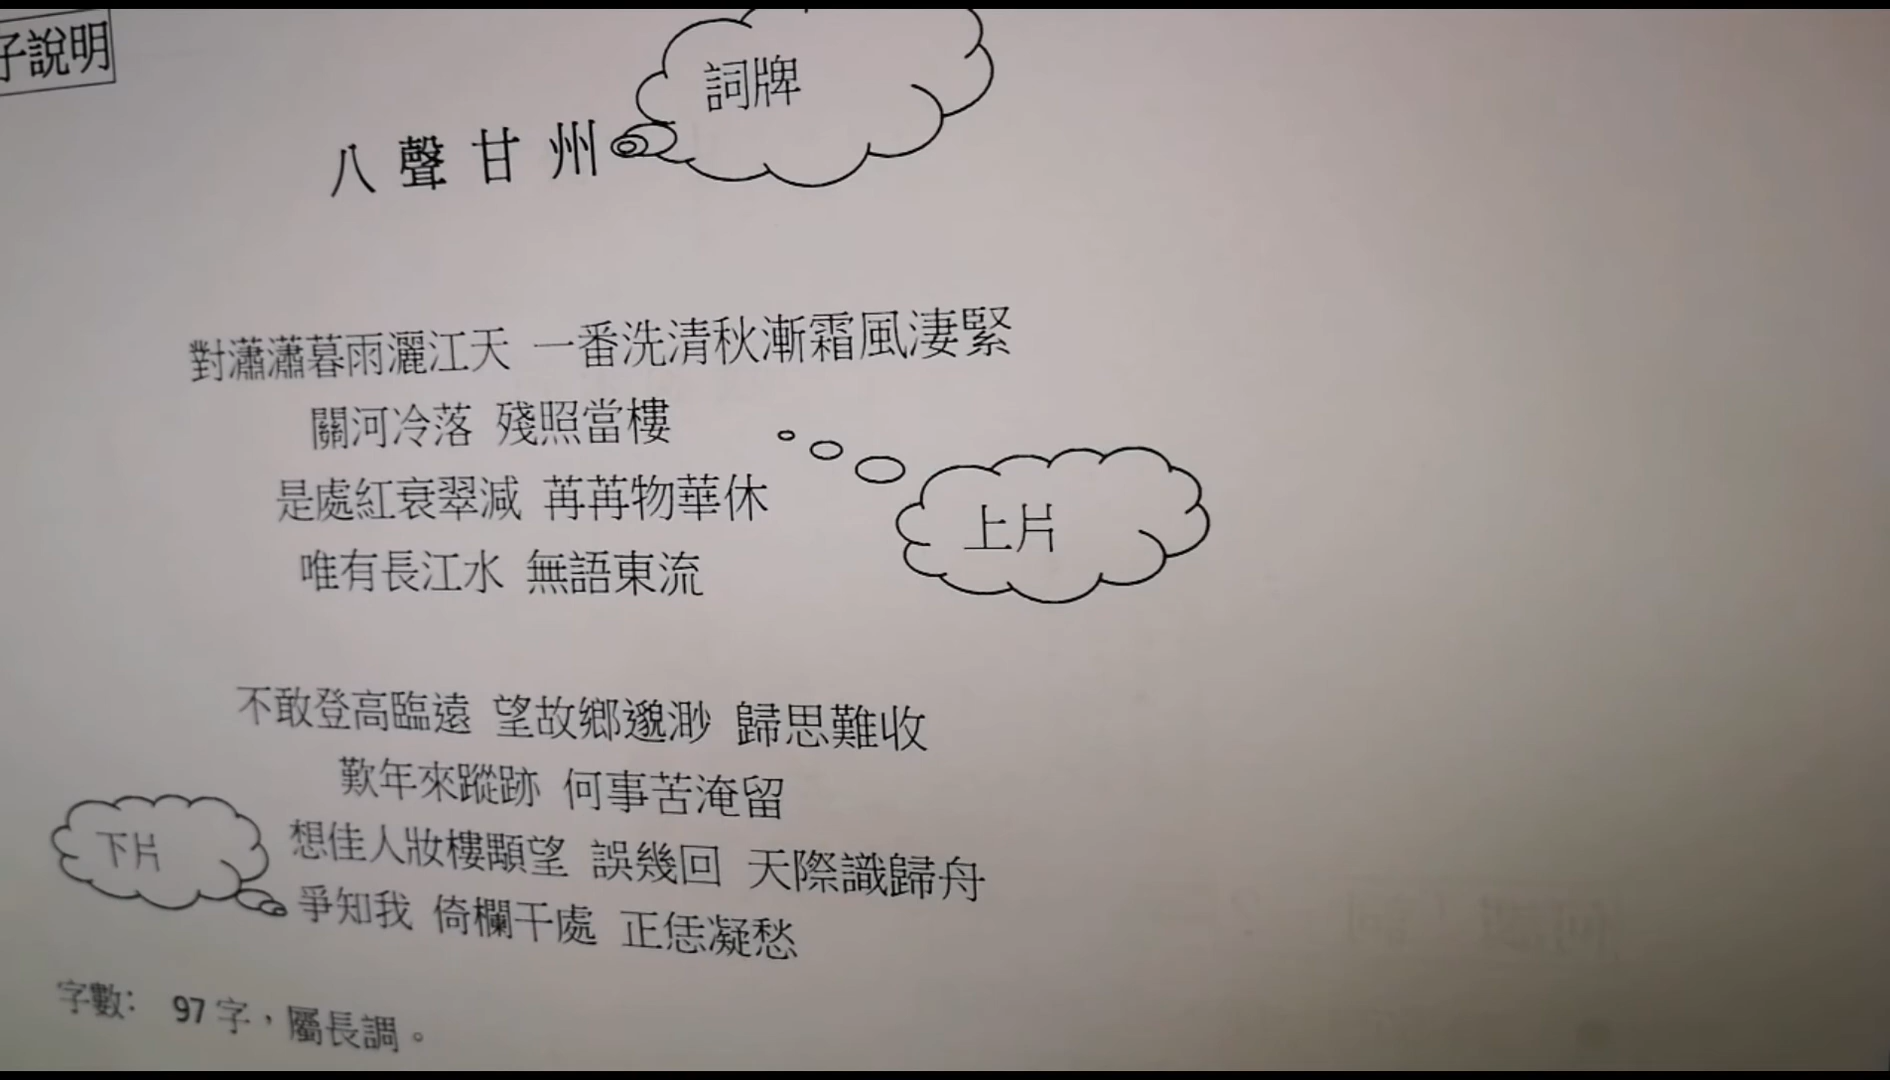 子說明
詞牌
八聲甘州
對瀟瀟暮雨灑江天 一番洗清秋漸霜風淒緊
關河冷落 殘照當樓
是處紅衰翠減 苒苒物華休
上片
唯有長江水 無語東流
不敢登高臨遠 望故鄉邈渺 歸思難收
歎年來蹤跡 何事苦淹留
下片
想佳人妝樓顒望 誤幾回 天際識歸舟
爭知我 倚欄干處 正恁凝愁
字數: 97字，屬長調。